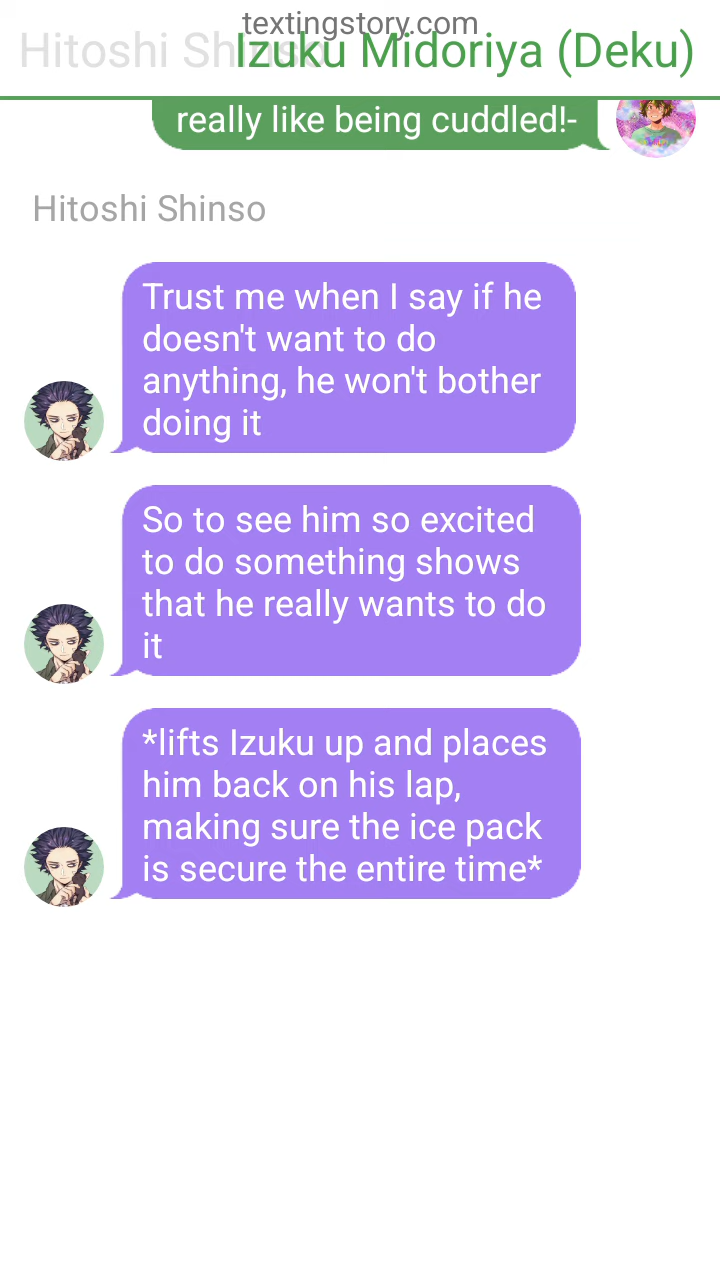 textingstory.com
Hitoshi Shinso
Izuku Midoriya (Deku)
really like being cuddled!-
Hitoshi Shinso
Trust me when I say if he
doesn't want to do
anything, he won't bother
doing it
So to see him so excited
to do something shows
that he really wants to do
it
*lifts Izuku up and places
him back on his lap,
making sure the ice pack
is secure the entire time*